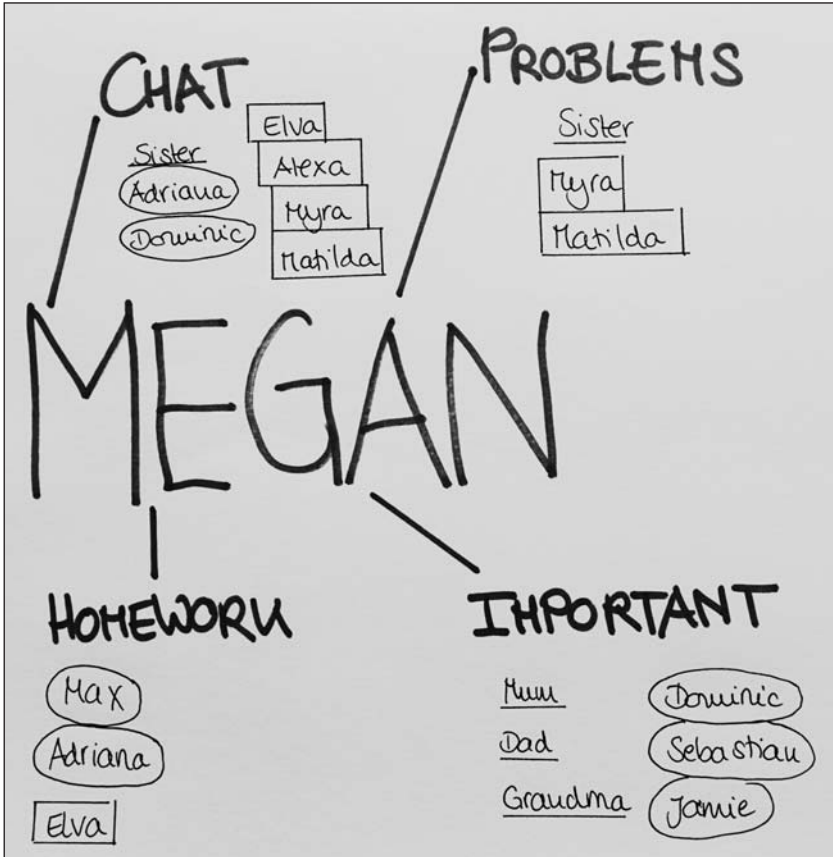 CHAT
Sister
Adriana
Dominic
Elva
Alexa
Myra
Matilda
PROBLEMS
Sister
Myra
Matilda
MEGAN
HOMEWORK
Max
Adriana
Elva
IMPORTANT
Mum
Dad
Grandma
Dominic
Sebastian
Jamie